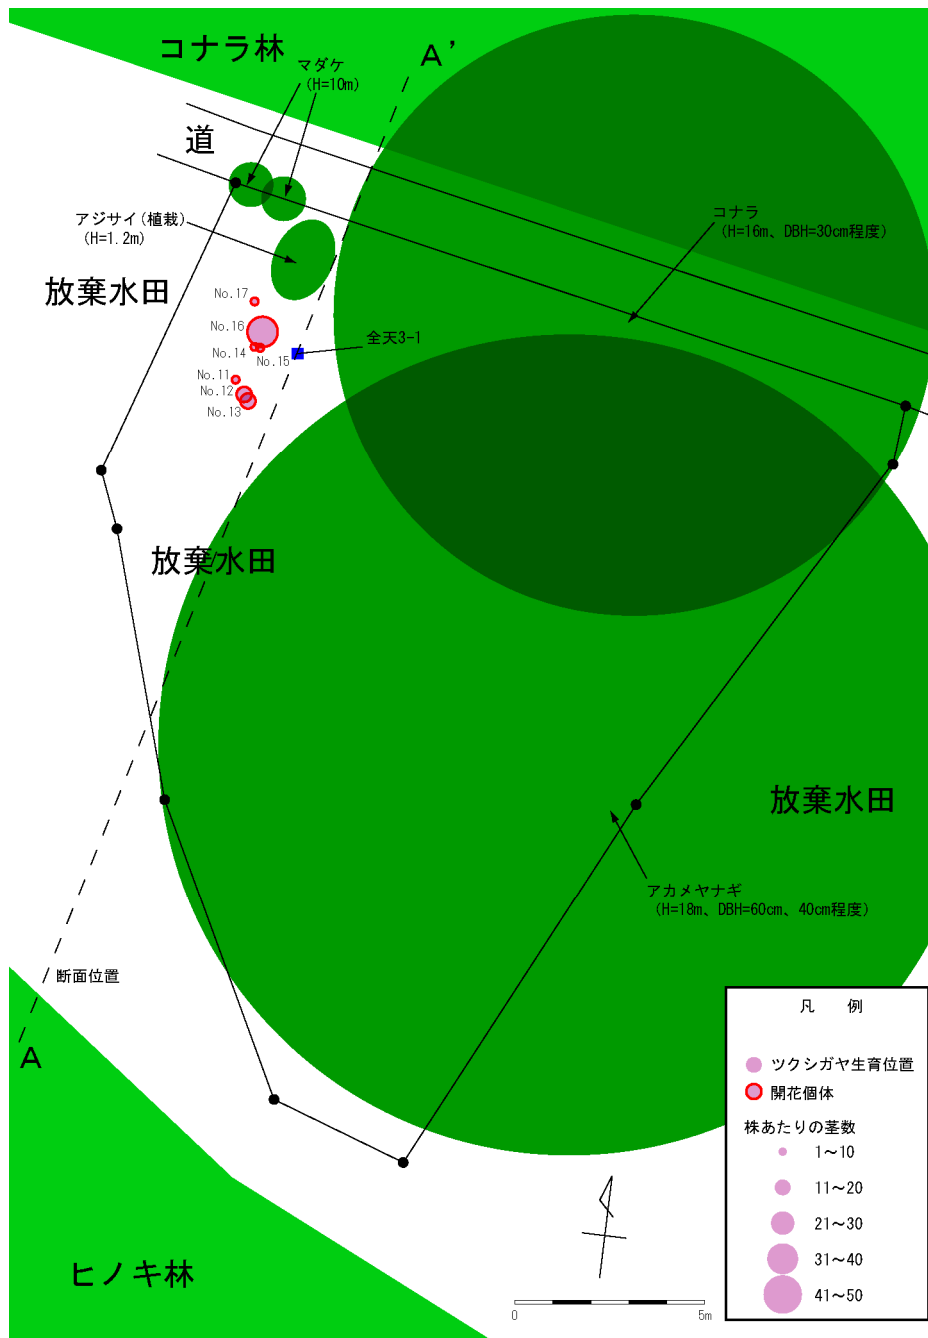 コナラ林
A’
マダケ
(H=10m)
道
アジサイ(植栽)
(H=1.2m)
コナラ
(H=16m、DBH=30cm程度)
放棄水田
No.17
No.16
No.14
No.15
全天3-1
No.11
No.12
No.13
放棄水田
放棄水田
アカメヤナギ
(H=18m、DBH=60cm、40cm程度)
断面位置
A
ヒノキ林
凡 例
ツクシガヤ生育位置
開花個体
株あたりの茎数
1～10
11～20
21～30
31～40
41～50
0
5m